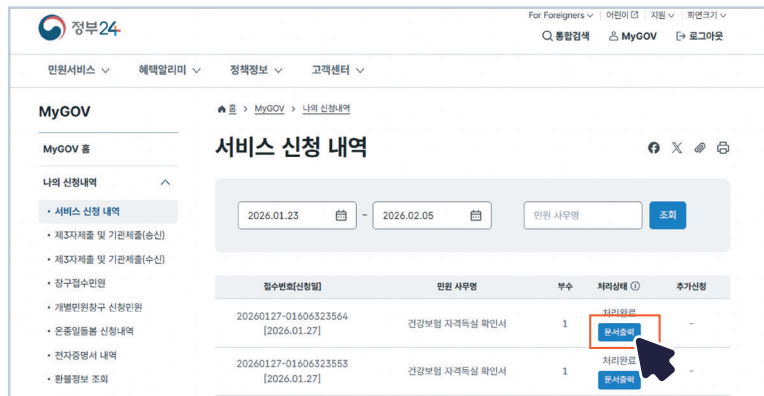 For Foreigners 어린이 지원 화면크기
정부24
통합검색 MyGOV 로그아웃
민원서비스 혜택알리미 정책정보 고객센터
MyGOV
홈 > MyGOV > 나의 신청내역
MyGOV 홈
서비스 신청 내역
나의 신청내역
• 서비스 신청 내역
• 제3자제출 및 기관제출(송신)
• 제3자제출 및 기관제출(수신)
• 창구접수민원
• 개별민원창구 신청민원
• 온종일돌봄 신청내역
• 전자증명서 내역
• 환불정보 조회
2026.01.23 ~ 2026.02.05 민원 사무명 조회
접수번호[신청일] 민원 사무명 부수 처리상태 추가신청
20260127-01606323564
[2026.01.27]
건강보험 자격득실 확인서 1 처리완료 -
문서출력
20260127-01606323553
[2026.01.27]
건강보험 자격득실 확인서 1 처리완료 -
문서출력